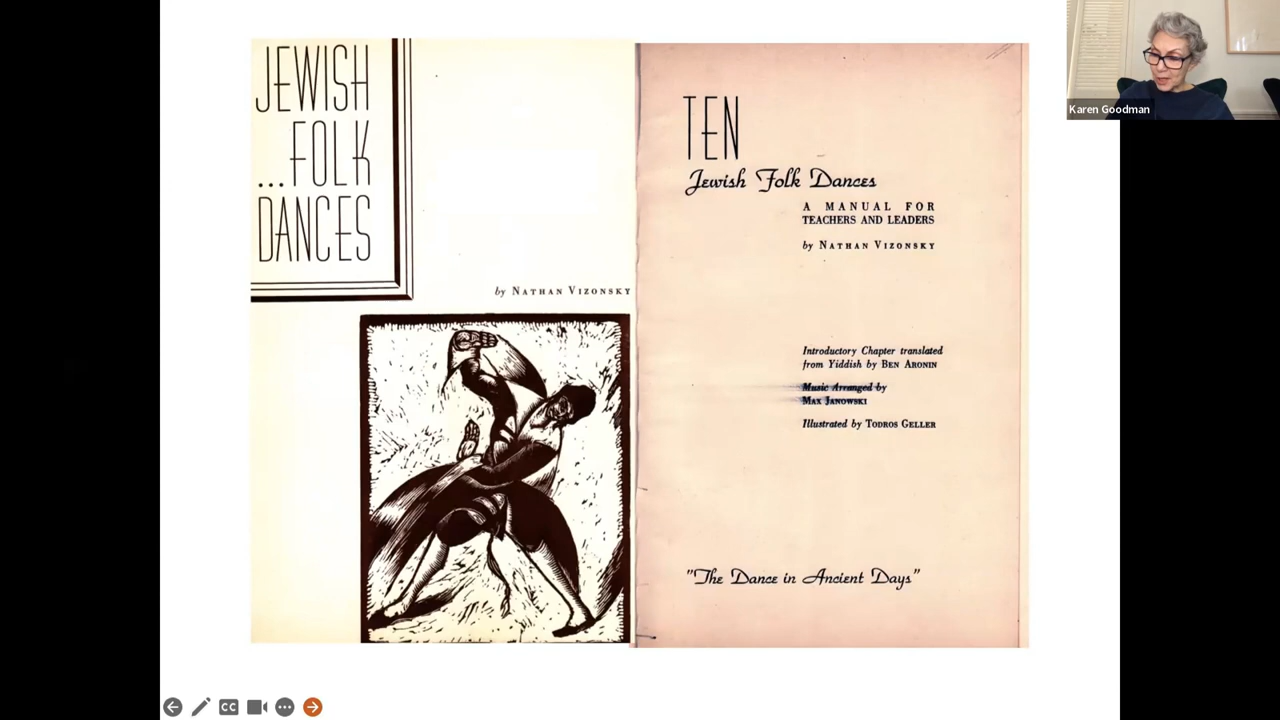 JEWISH
...FOLK
DANCES
by NATHAN VIZONSKY
TEN
Jewish Folk Dances
A MANUAL FOR
TEACHERS AND LEADERS
by NATHAN VIZONSKY
Introductory Chapter translated
from Yiddish by BEN ARONIN
Music Arranged by
MAX JANOWSKI
Illustrated by TODROS GELLER
"The Dance in Ancient Days"
Karen Goodman
CC